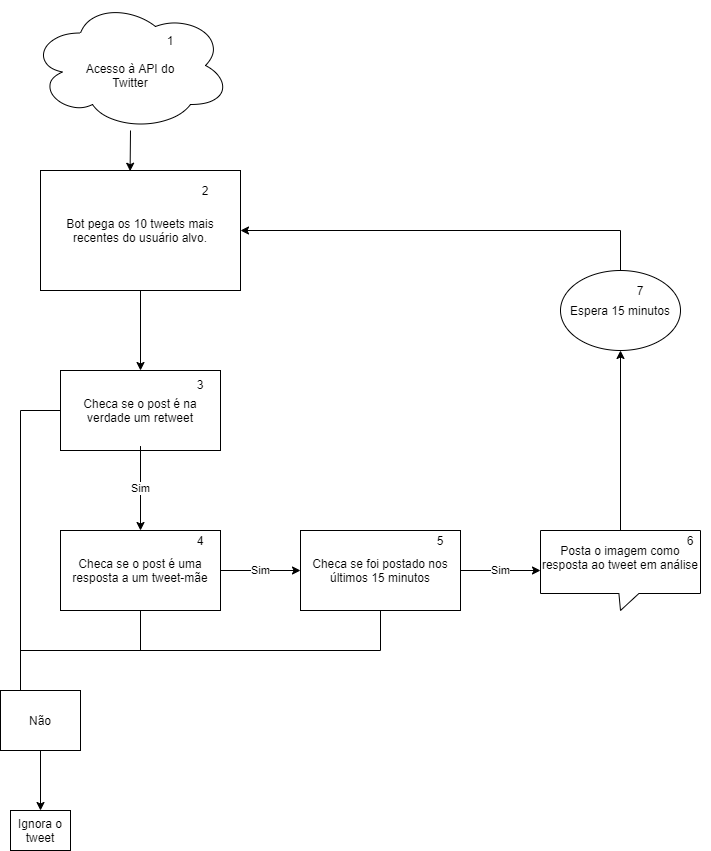 1
Acesso à API do
Twitter
2
Bot pega os 10 tweets mais
recentes do usuário alvo.
7
Espera 15 minutos
3
Checa se o post é na
verdade um retweet
Sim
4
Checa se o post é uma
resposta a um tweet-mãe
Sim
5
Checa se foi postado nos
últimos 15 minutos
Sim
6
Posta o imagem como
resposta ao tweet em análise
Não
Ignora o
tweet